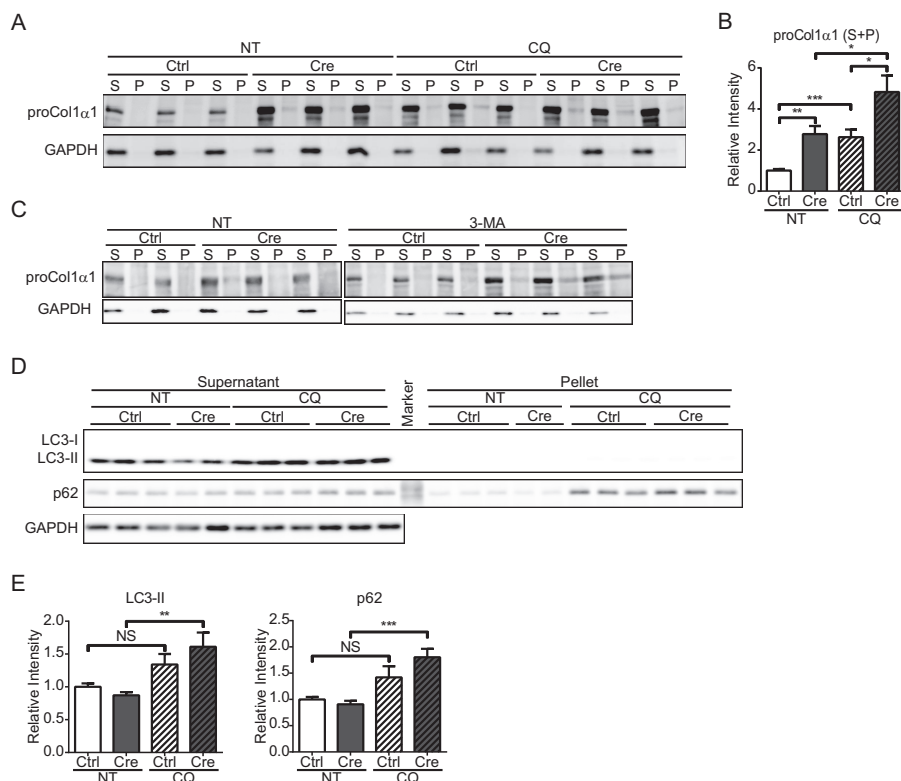 A
NT CQ
Ctrl Cre Ctrl Cre
S P S P S P S P S P S P S P S P S P S P S P S P
proCol1α1
GAPDH
B
proCol1α1 (S+P)
Relative Intensity
8
6
4
2
0
*
*
***
**
Ctrl Cre Ctrl Cre
NT CQ
C
NT 3-MA
Ctrl Cre Ctrl Cre
S P S P S P S P S P S P S P S P S P S P S P
proCol1α1
GAPDH
D
Supernatant Marker Pellet
NT CQ NT CQ
Ctrl Cre Ctrl Cre Ctrl Cre Ctrl Cre
LC3-I
LC3-II
p62
GAPDH
E
LC3-II
Relative Intensity
2.0
1.5
1.0
0.5
0.0
**
NS
Ctrl Cre Ctrl Cre
NT CQ
p62
Relative Intensity
2.5
2.0
1.5
1.0
0.5
0.0
***
NS
Ctrl Cre Ctrl Cre
NT CQ